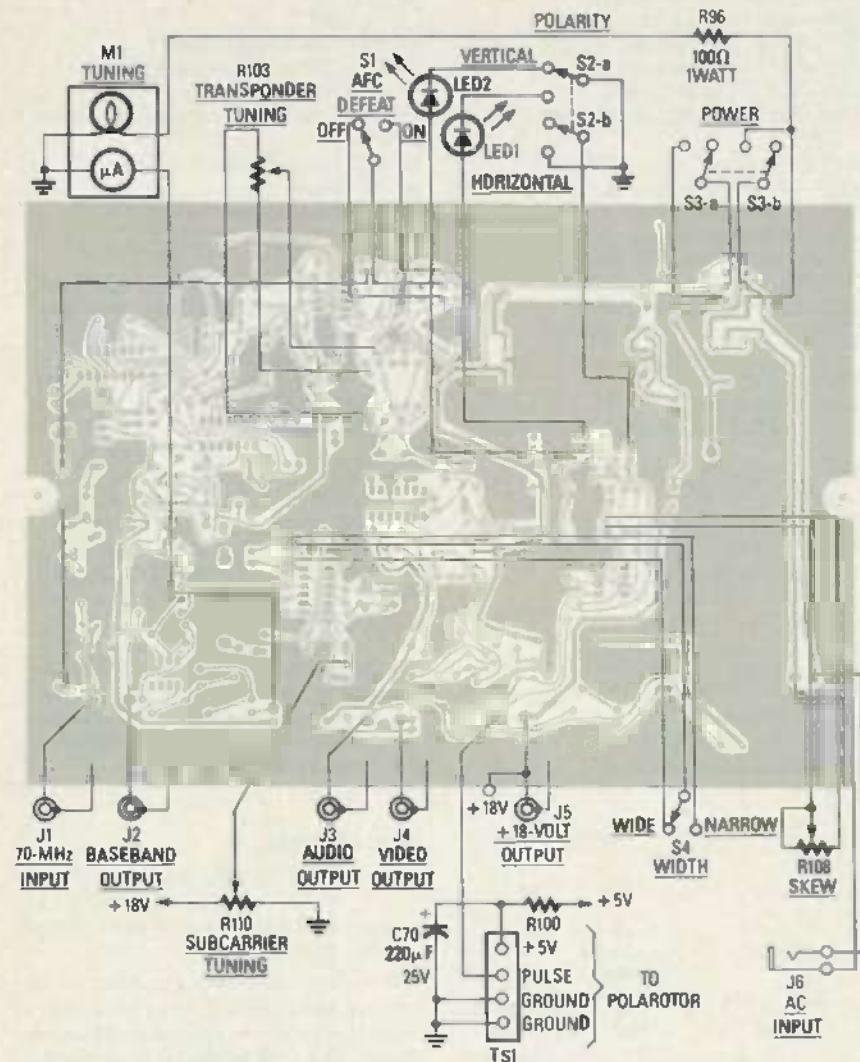 POLARITY
R96
100Ω
1WATT
M1
TUNING
R103
TRANSPONDER
TUNING
S1
AFC
DEFEAT
OFF
ON
VERTICAL
LED2
LED1
S2-a
S2-b
HORIZONTAL
POWER
S3-a
S3-b
μA
J1
70-MHz
INPUT
J2
BASEBAND
OUTPUT
J3
AUDIO
OUTPUT
J4
VIDEO
OUTPUT
+18V
J5
+18-VOLT
OUTPUT
WIDE
NARROW
S4
WIDTH
R108
SKEW
+18V
R110
SUBCARRIER
TUNING
C70
220μF
25V
+
R100
+5V
+5V
PULSE
GROUND
GROUND
TS1
TO
POLAROTOR
J6
AC
INPUT